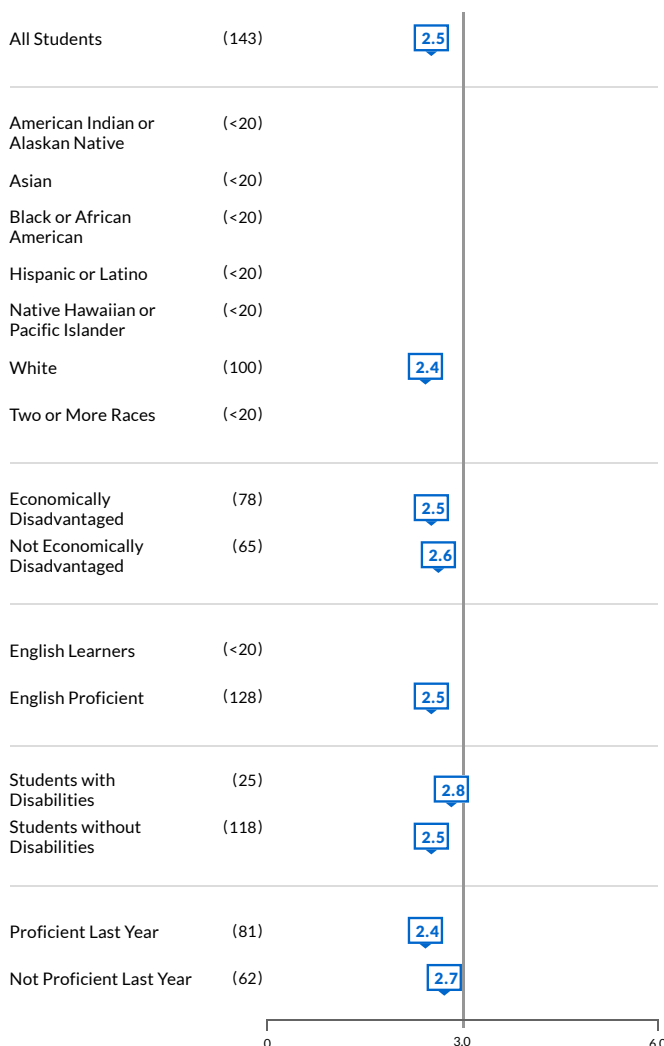 All Students (143) 2.5
American Indian or (<20)
Alaskan Native
Asian (<20)
Black or African (<20)
American
Hispanic or Latino (<20)
Native Hawaiian or (<20)
Pacific Islander
White (100) 2.4
Two or More Races (<20)
Economically (78) 2.5
Disadvantaged
Not Economically (65) 2.6
Disadvantaged
English Learners (<20)
English Proficient (128) 2.5
Students with (25) 2.8
Disabilities
Students without (118) 2.5
Disabilities
Proficient Last Year (81) 2.4
Not Proficient Last Year (62) 2.7
0 3.0 6.0